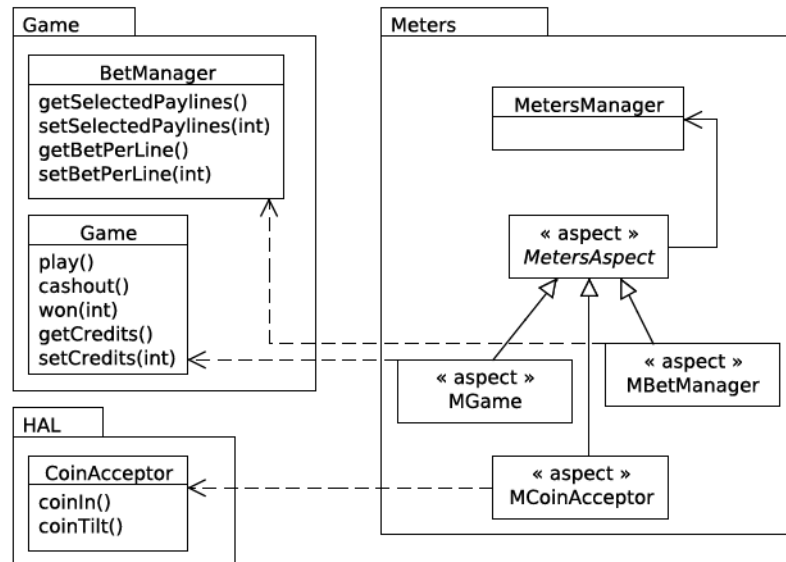 Game
BetManager
getSelectedPaylines()
setSelectedPaylines(int)
getBetPerLine()
setBetPerLine(int)
Game
play()
cashout()
won(int)
getCredits()
setCredits(int)
HAL
CoinAcceptor
coinIn()
coinTilt()
Meters
MetersManager
« aspect »
MetersAspect
« aspect »
MGame
« aspect »
MBetManager
« aspect »
MCoinAcceptor